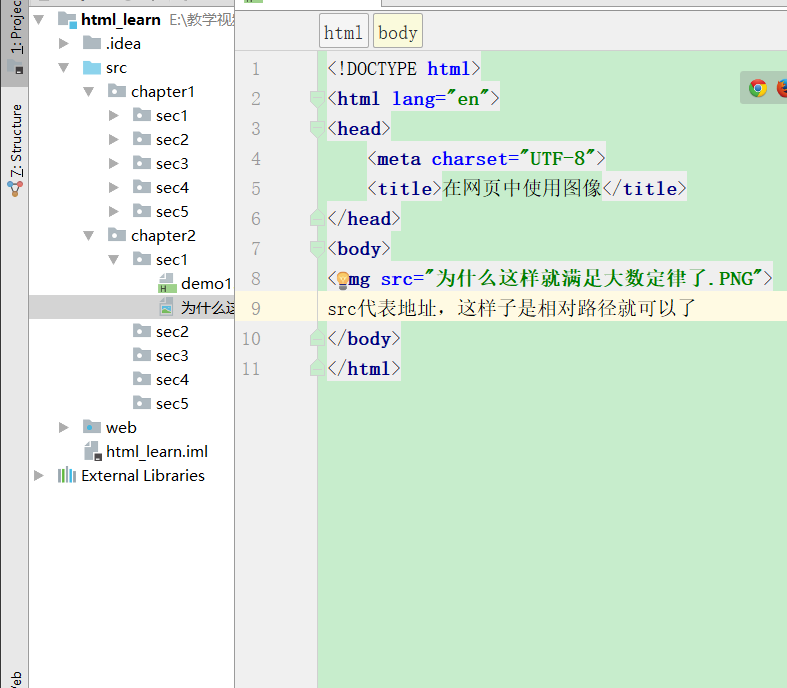 1: Project
html_learn E:\教学视
.idea
src
chapter1
sec1
sec2
sec3
sec4
sec5
chapter2
sec1
demo1
为什么这
sec2
sec3
sec4
sec5
web
html_learn.iml
External Libraries
7: Structure
html body
1 <!DOCTYPE html>
2 <html lang="en">
3 <head>
4 <meta charset="UTF-8">
5 <title>在网页中使用图像</title>
6 </head>
7 <body>
8 <img src="为什么这样就满足大数定律了.PNG">
9 src代表地址，这样子是相对路径就可以了
10 </body>
11 </html>